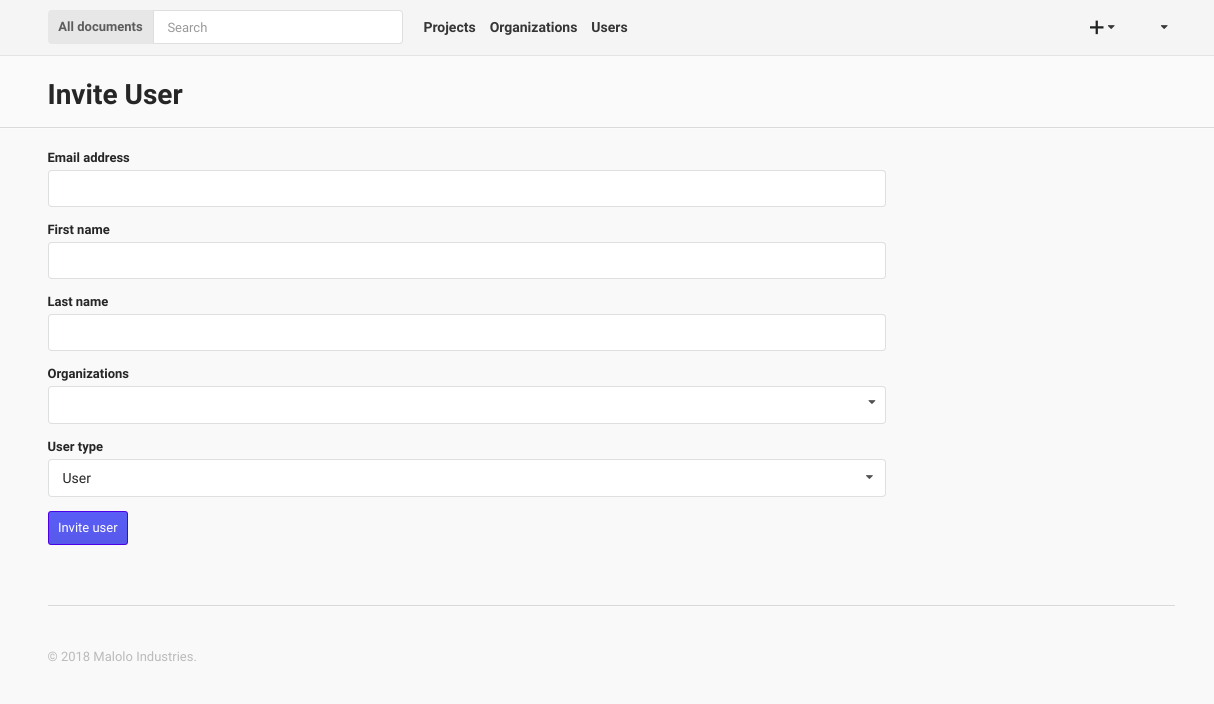 All documents Search Projects Organizations Users
Invite User
Email address
First name
Last name
Organizations
User type
User
Invite user
© 2018 Malolo Industries.